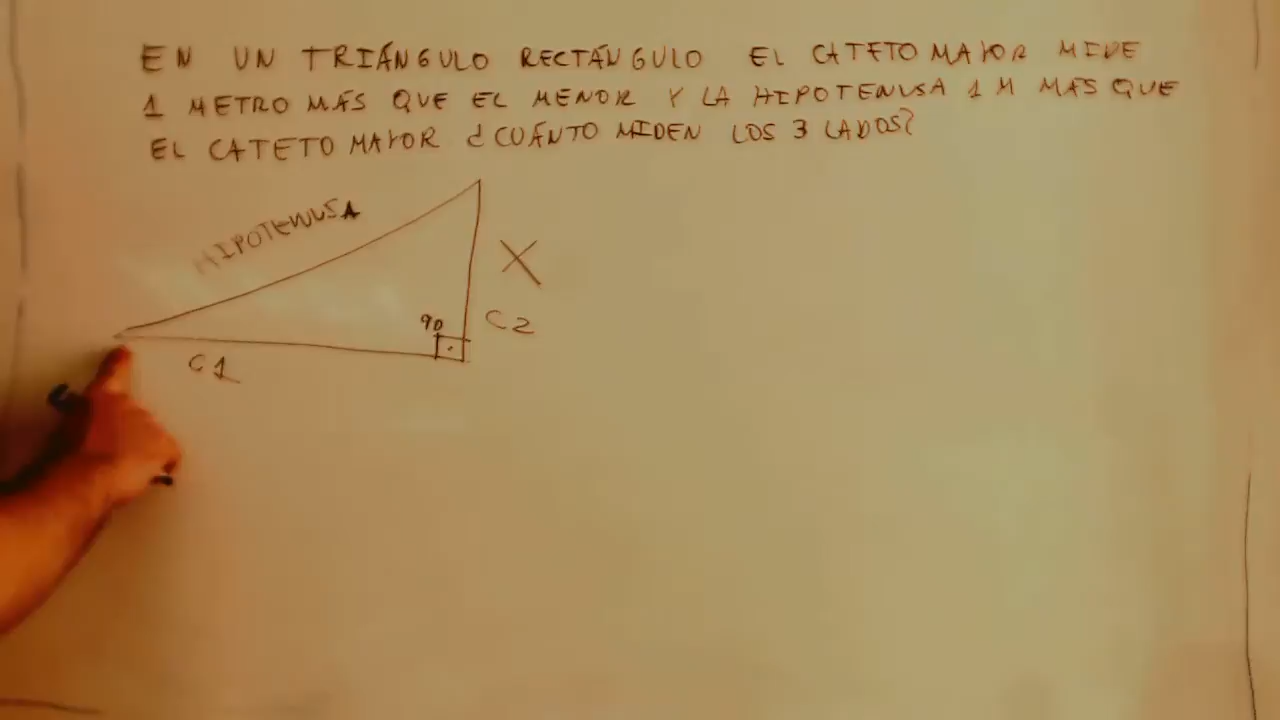 EN UN TRIÁNGULO RECTÁNGULO EL CATETO MAYOR MIDE
1 METRO MÁS QUE EL MENOR Y LA HIPOTENUSA 1 M MAS QUE
EL CATETO MAYOR ¿CUÁNTO MIDEN LOS 3 LADOS?
HIPOTENUSA
X
90
C2
C1